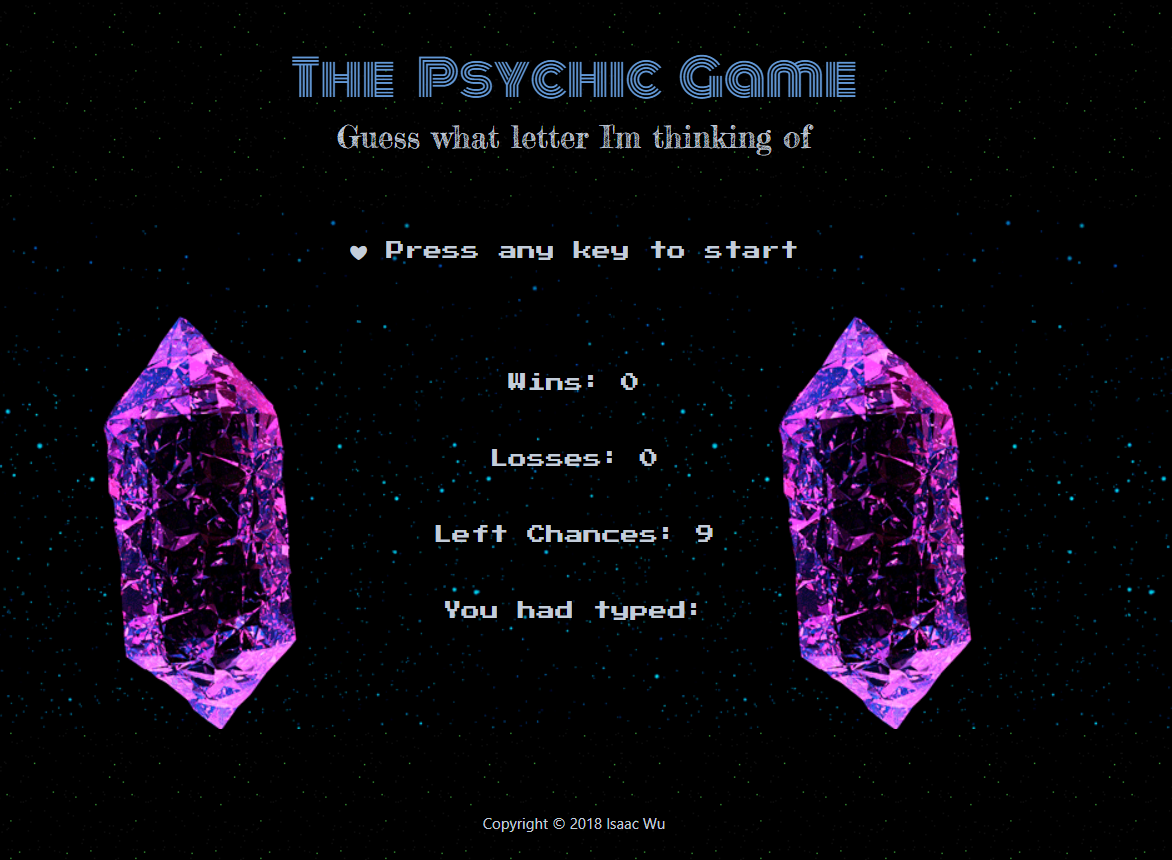 The Psychic Game
Guess what letter I'm thinking of
♥ Press any key to start
Wins: 0
Losses: 0
Left Chances: 9
You had typed:
Copyright © 2018 Isaac Wu